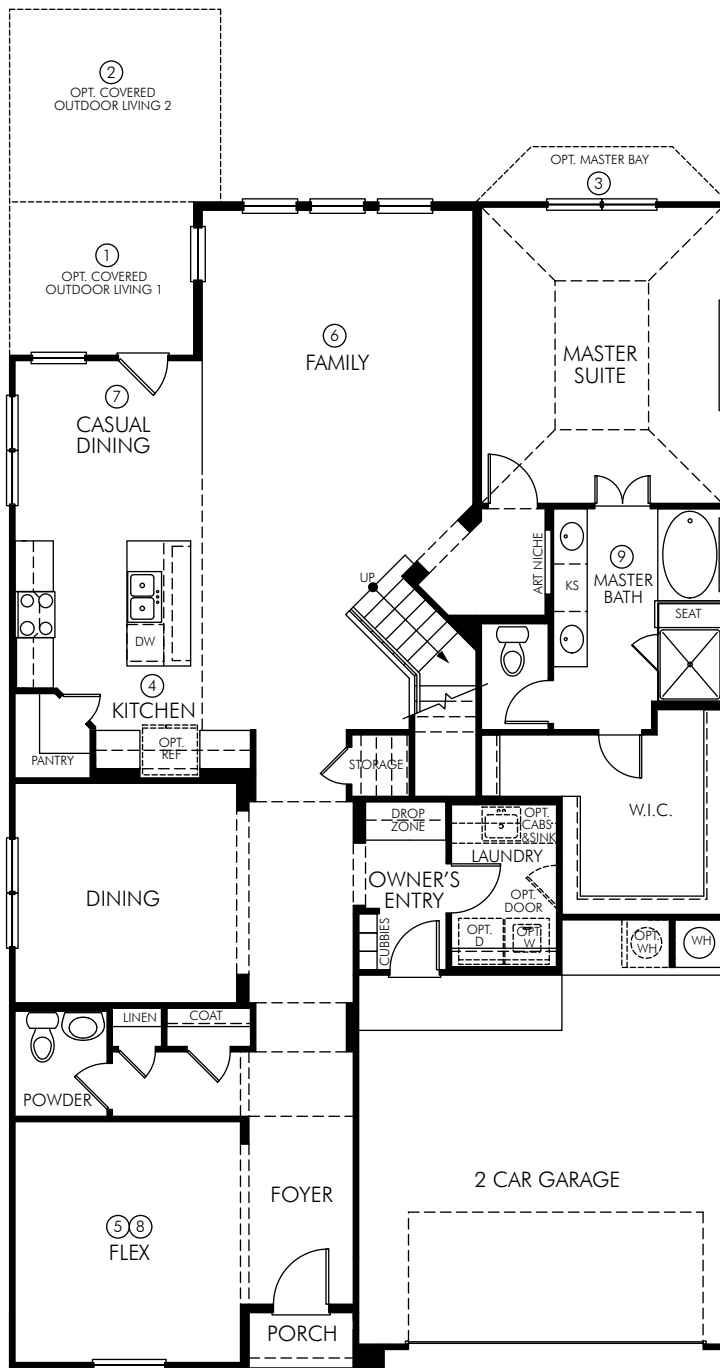 2
OPT. COVERED
OUTDOOR LIVING 2
OPT. MASTER BAY
3
1
OPT. COVERED
OUTDOOR LIVING 1
6
FAMILY
MASTER
SUITE
7
CASUAL
DINING
UP
ART NICHE
KS
9
MASTER
BATH
SEAT
DW
4
KITCHEN
PANTRY
OPT.
REF
STORAGE
W.I.C.
DROP
ZONE
OPT.
CABS
&SINK
S
LAUNDRY
OWNER'S
ENTRY
OPT.
DOOR
DINING
CUBBIES
OPT.
D
OPT
W
OPT
WH
WH
LINEN
COAT
POWDER
2 CAR GARAGE
FOYER
5 8
FLEX
PORCH